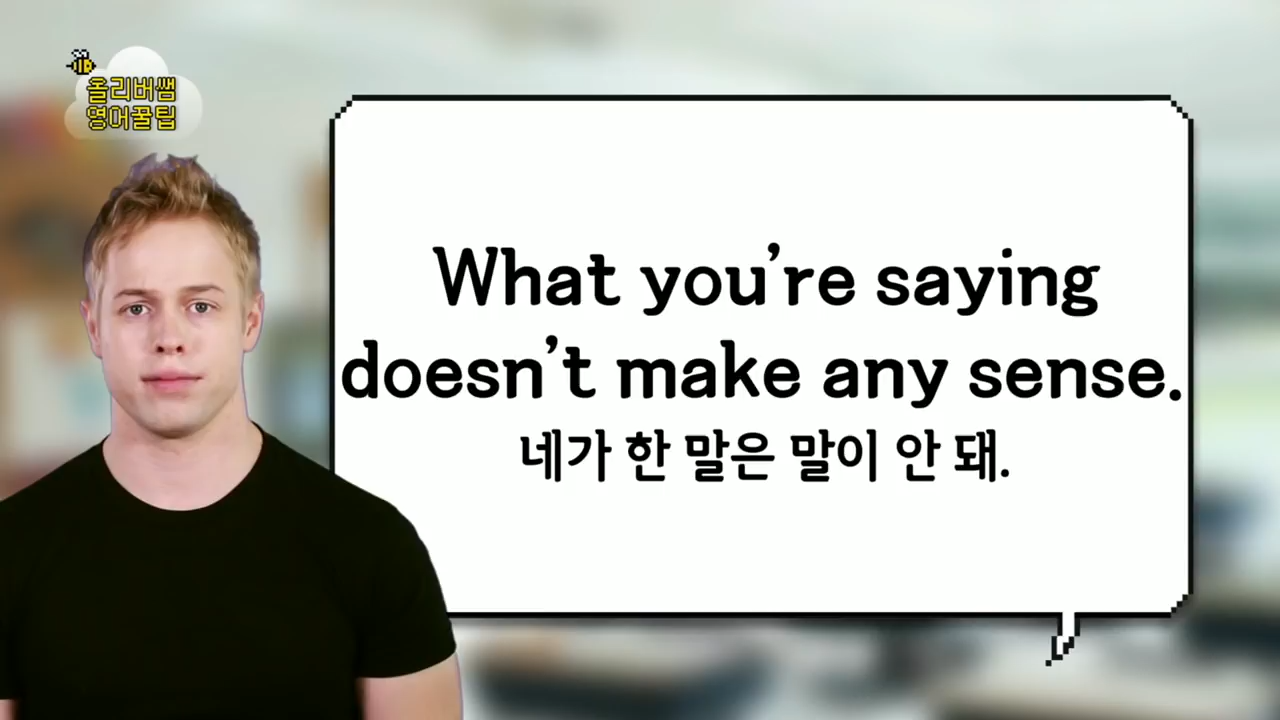 올리버쌤
영어꿀팁
What you're saying
doesn't make any sense.
네가 한 말은 말이 안 돼.